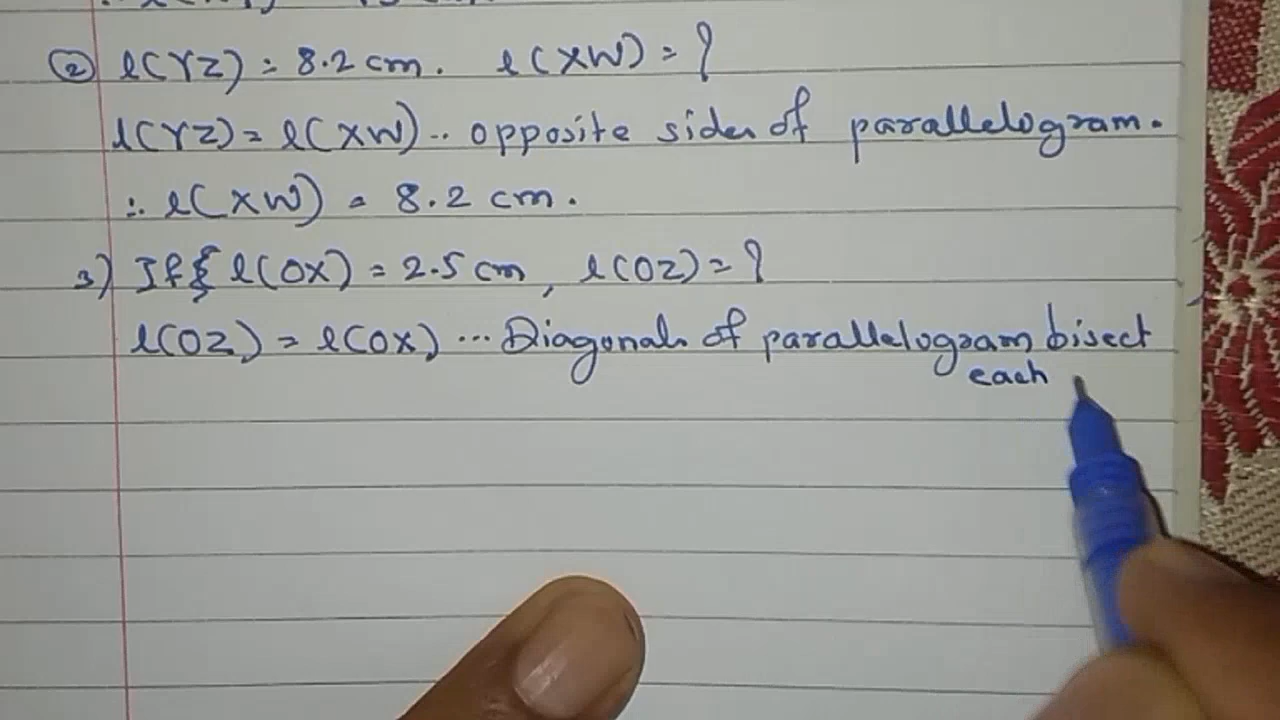 ② l(YZ) = 8.2 cm. l(XW) = ?
l(YZ) = l(XW) .. opposite sides of parallelogram.
∴ l(XW) = 8.2 cm.
3) If l(OX) = 2.5 cm, l(OZ) = ?
l(OZ) = l(OX) ... Diagonals of parallelogram bisect
each